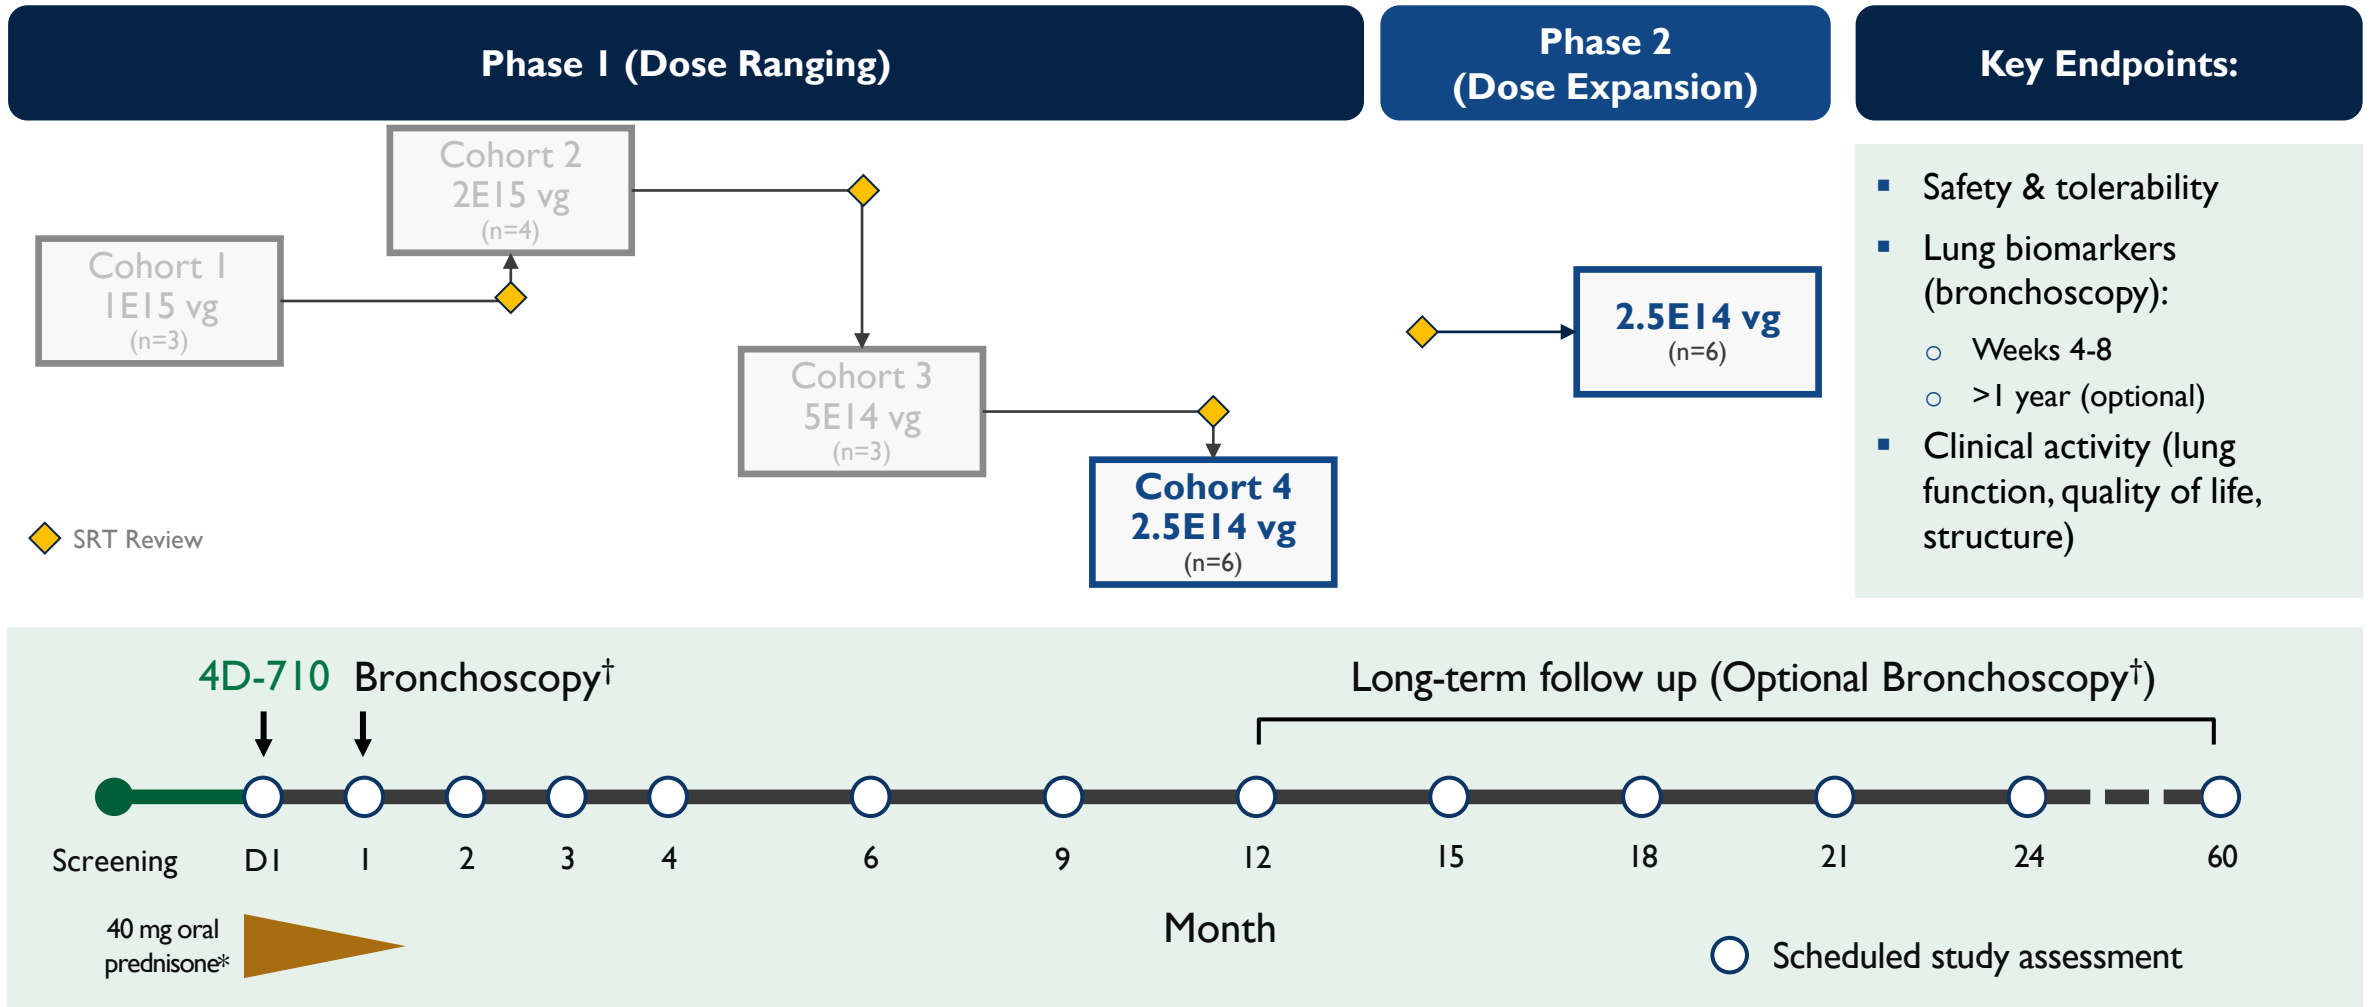 Phase 1 (Dose Ranging)
Phase 2
(Dose Expansion)
Key Endpoints:
Cohort 1
1E15 vg
(n=3)
Cohort 2
2E15 vg
(n=4)
Cohort 3
5E14 vg
(n=3)
Cohort 4
2.5E14 vg
(n=6)
2.5E14 vg
(n=6)
SRT Review
▪ Safety & tolerability
▪ Lung biomarkers
(bronchoscopy):
o Weeks 4-8
o >1 year (optional)
▪ Clinical activity (lung
function, quality of life,
structure)
4D-710
Bronchoscopy†
Long-term follow up (Optional Bronchoscopy†)
Screening D1 1 2 3 4 6 9 12 15 18 21 24 60
Month
40 mg oral
prednisone*
Scheduled study assessment